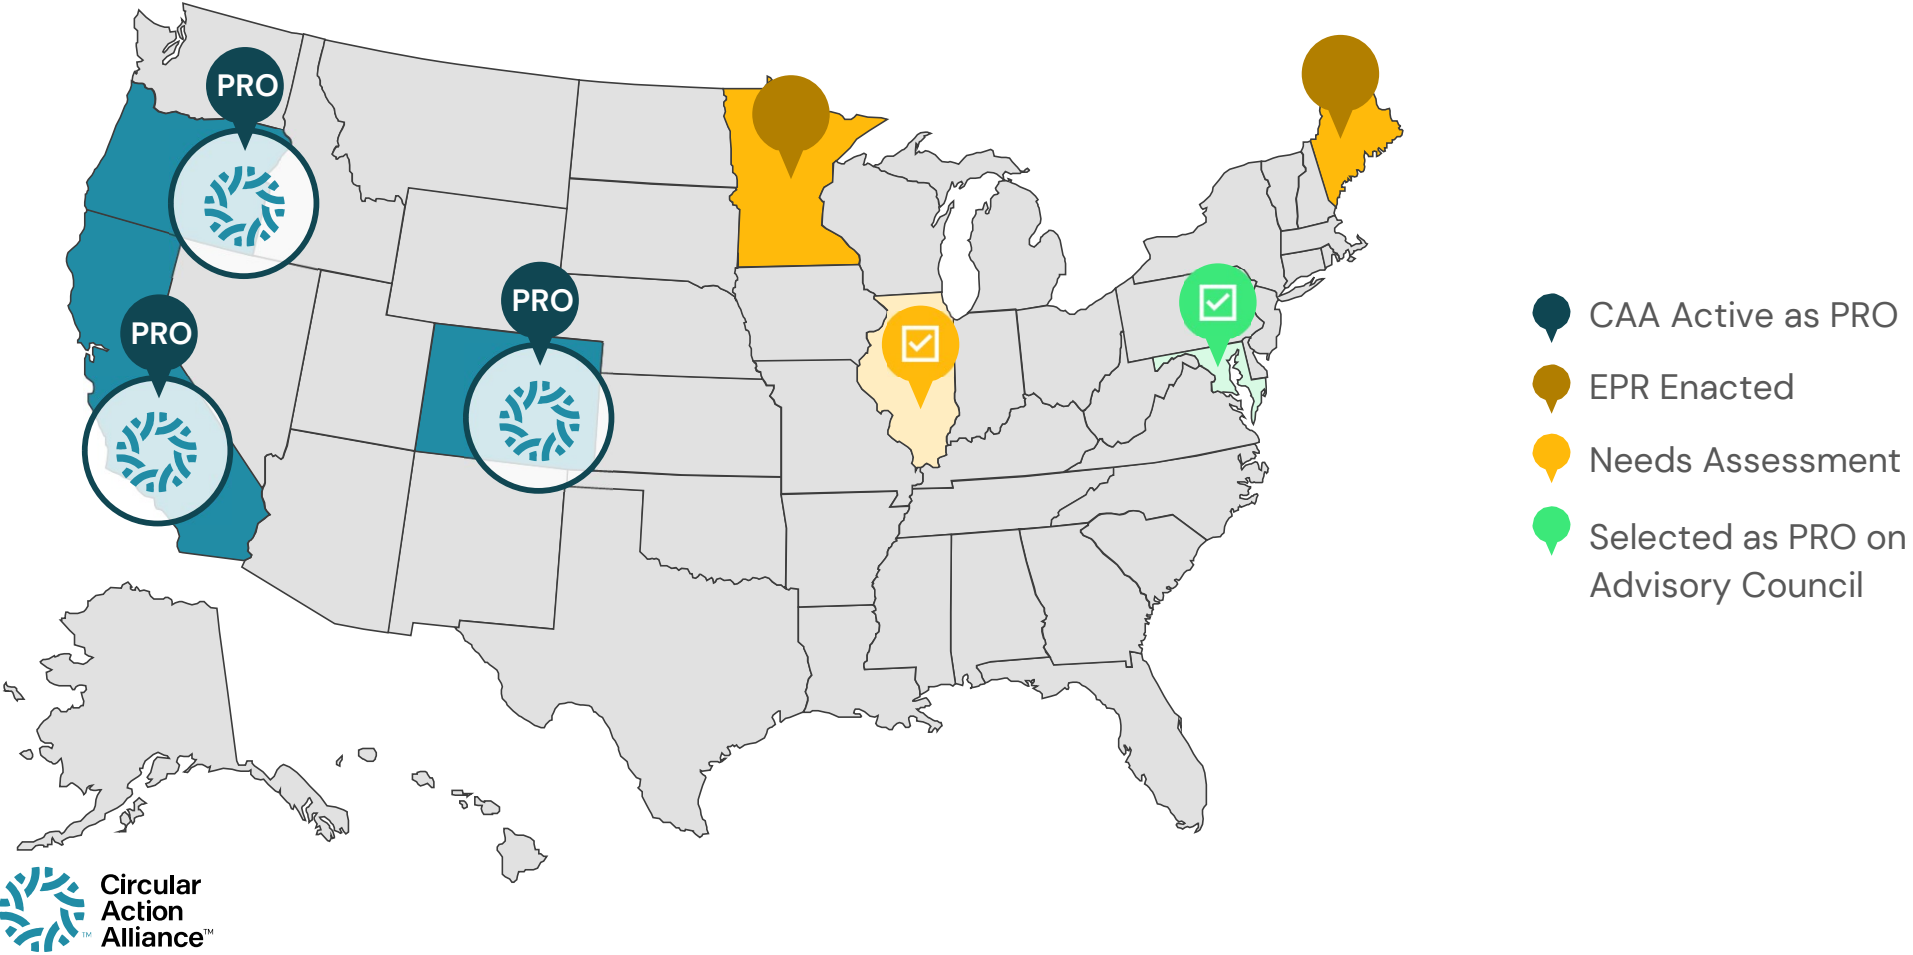 PRO
PRO
PRO
CAA Active as PRO
EPR Enacted
Needs Assessment
Selected as PRO on
Advisory Council
Circular
Action
Alliance™
™